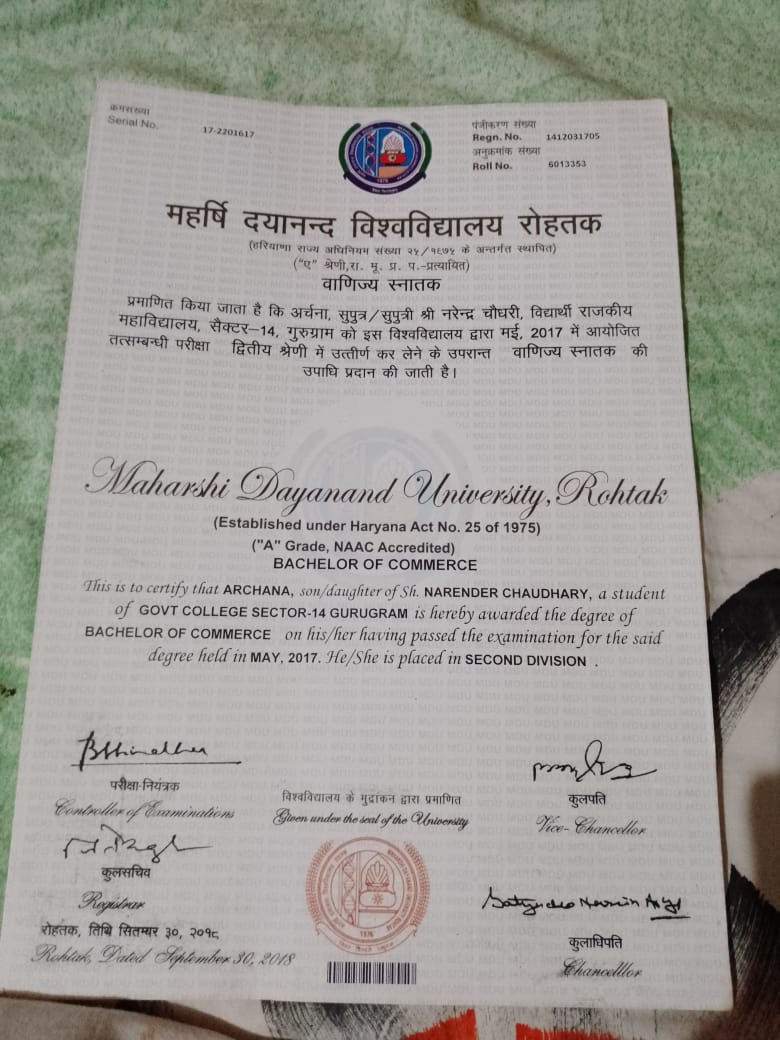 क्रमसंख्या
Serial No. 17-2201617
पंजीकरण संख्या
Regn. No. 1412031705
अनुक्रमांक संख्या
Roll No. 6013353
महर्षि दयानन्द विश्वविद्यालय रोहतक
(हरियाणा राज्य अधिनियम संख्या २५/१९७५ के अन्तर्गत स्थापित)
("ए" श्रेणी,रा. मू. प्र. प.-प्रत्यायित)
वाणिज्य स्नातक
प्रमाणित किया जाता है कि अर्चना, सुपुत्र/सुपुत्री श्री नरेन्द्र चौधरी, विद्यार्थी राजकीय
महाविद्यालय, सैक्टर-14, गुरुग्राम को इस विश्वविद्यालय द्वारा मई, 2017 में आयोजित
तत्सम्बन्धी परीक्षा द्वितीय श्रेणी में उत्तीर्ण कर लेने के उपरान्त वाणिज्य स्नातक की
उपाधि प्रदान की जाती है।
Maharshi Dayanand University, Rohtak
(Established under Haryana Act No. 25 of 1975)
("A" Grade, NAAC Accredited)
BACHELOR OF COMMERCE
This is to certify that ARCHANA, son/daughter of Sh. NARENDER CHAUDHARY, a student
of GOVT COLLEGE SECTOR-14 GURUGRAM is hereby awarded the degree of
BACHELOR OF COMMERCE on his/her having passed the examination for the said
degree held in MAY, 2017. He/She is placed in SECOND DIVISION .
परीक्षा-नियंत्रक
Controller of Examinations
विश्वविद्यालय के मुद्रांकन द्वारा प्रमाणित
Given under the seal of the University
कुलपति
Vice- Chancellor
कुलसचिव
Registrar
रोहतक, तिथि सितम्बर ३०, २०१८
Rohtak, Dated September 30, 2018
कुलाधिपति
Chancelllor